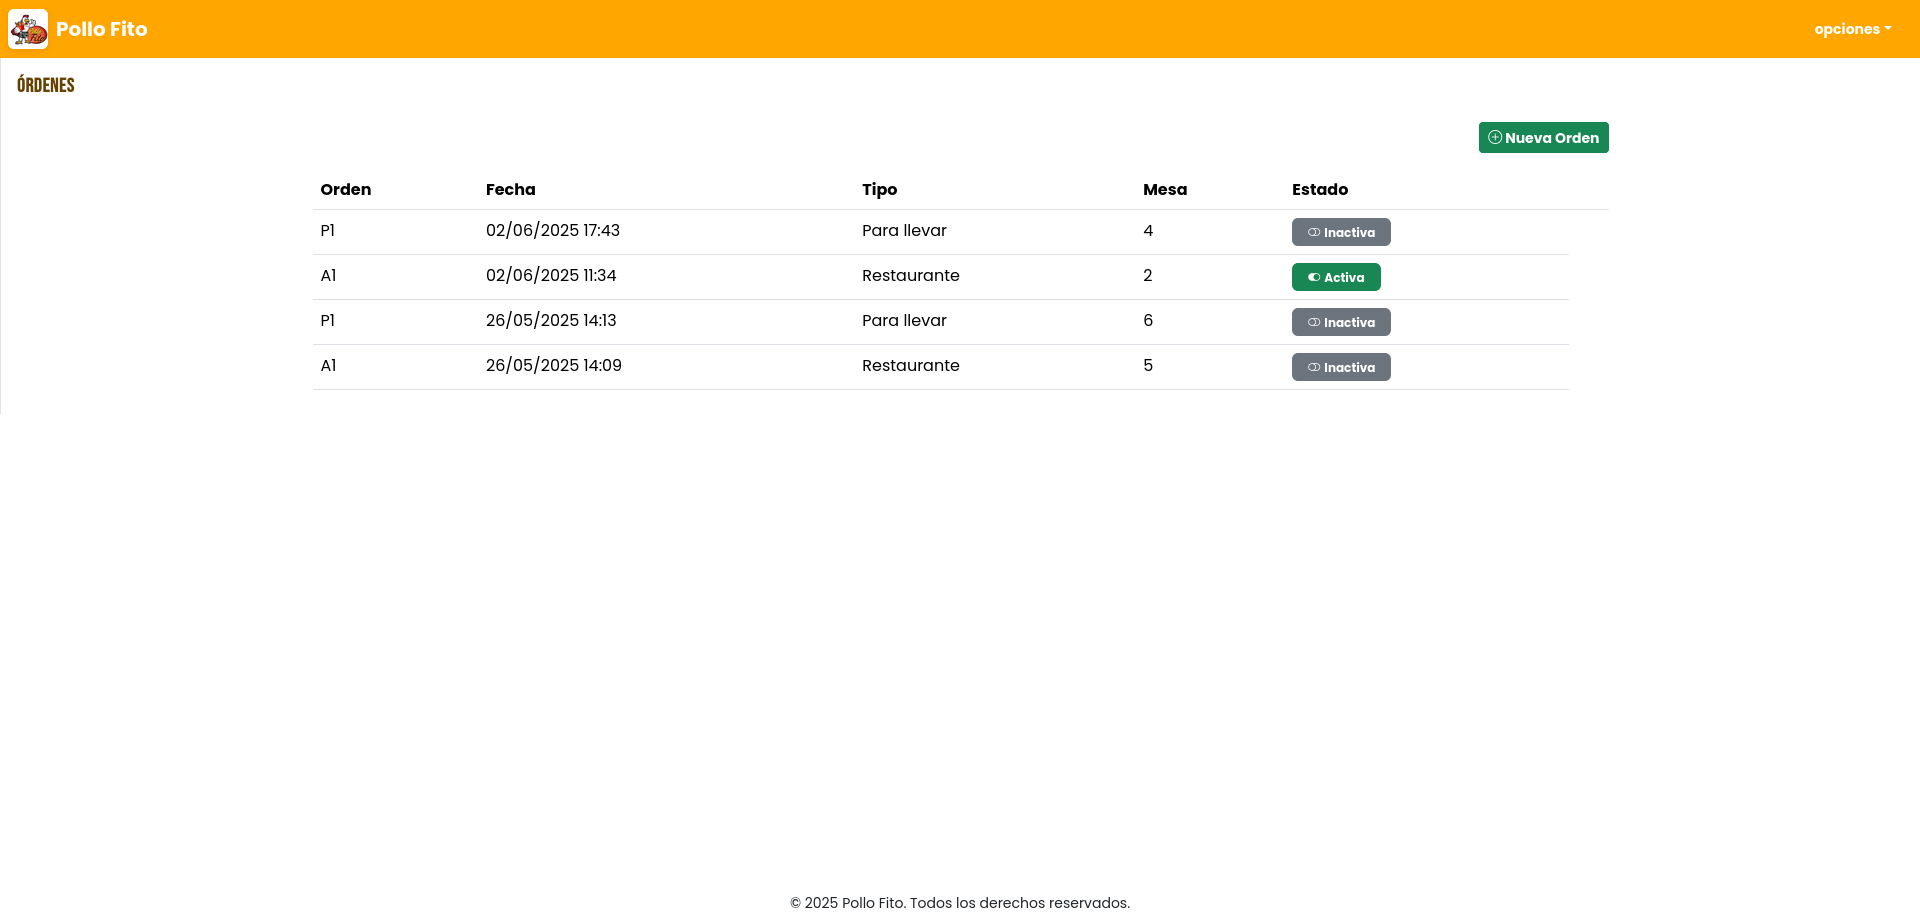 Pollo Fito
opciones
ÓRDENES
Nueva Orden
Orden Fecha Tipo Mesa Estado
P1 02/06/2025 17:43 Para llevar 4 Inactiva
A1 02/06/2025 11:34 Restaurante 2 Activa
P1 26/05/2025 14:13 Para llevar 6 Inactiva
A1 26/05/2025 14:09 Restaurante 5 Inactiva
© 2025 Pollo Fito. Todos los derechos reservados.